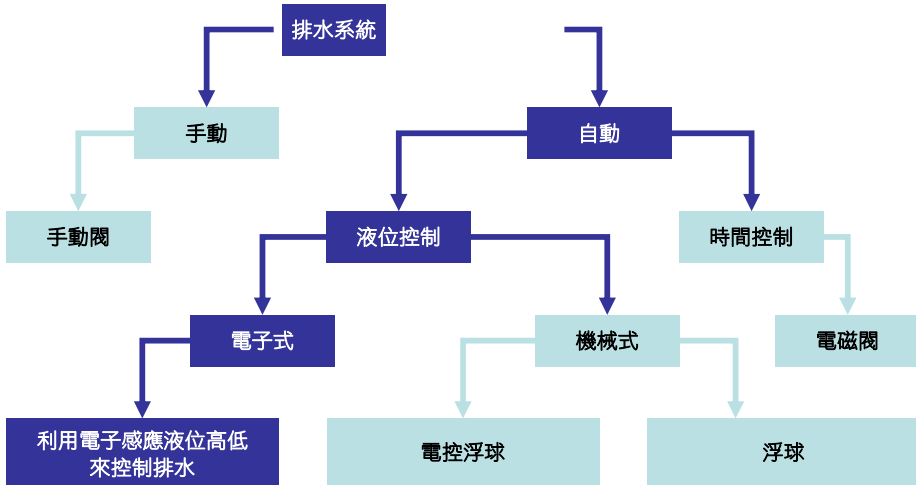 排水系統
手動
自動
手動閥
液位控制
時間控制
電子式
機械式
電磁閥
利用電子感應液位高低
來控制排水
電控浮球
浮球